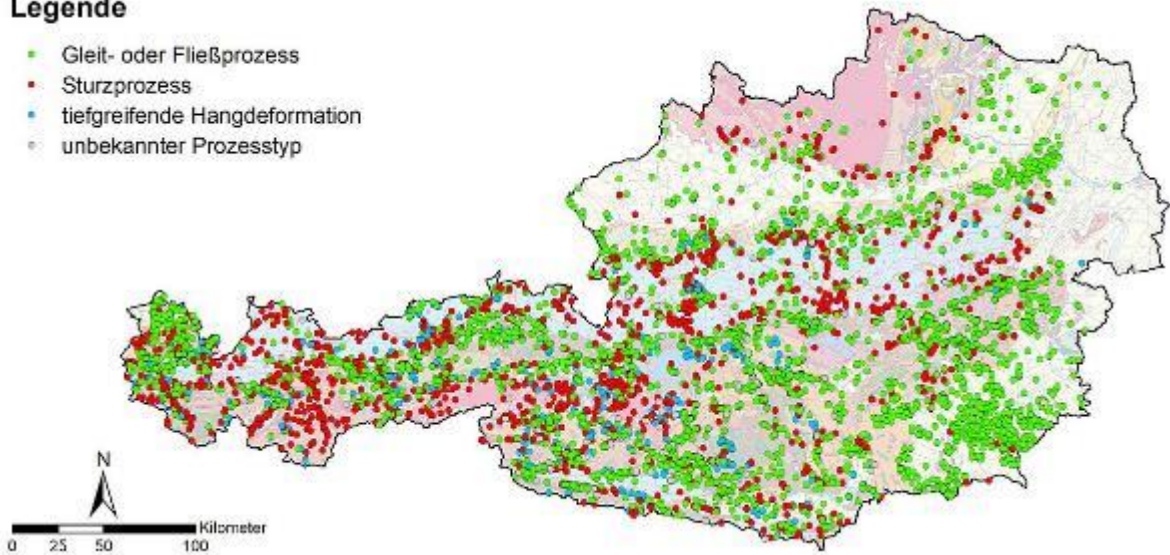 Legende
Gleit- oder Fließprozess
Sturzprozess
tiefgreifende Hangdeformation
unbekannter Prozesstyp
N
Kilometer
0 25 50 100